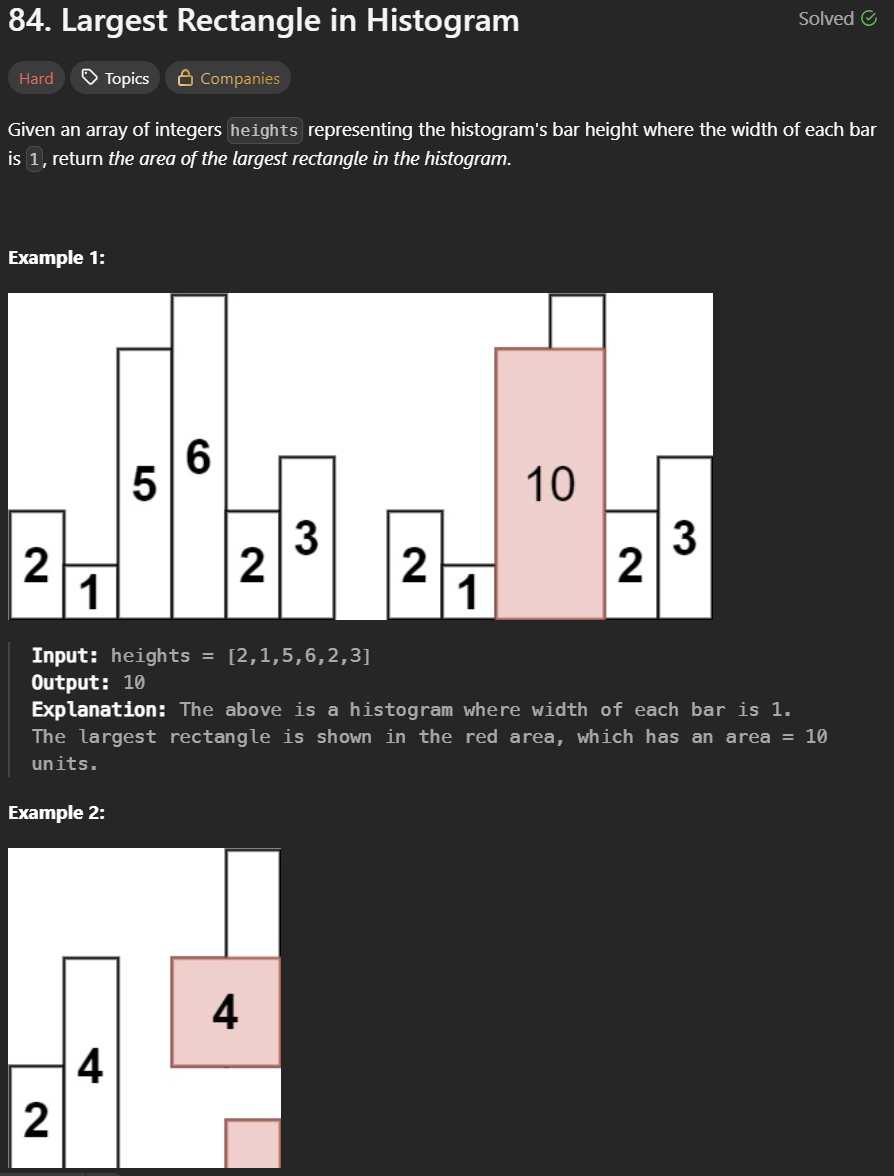 84. Largest Rectangle in Histogram
Solved
Hard
Topics
Companies
Given an array of integers heights representing the histogram's bar height where the width of each bar
is 1, return the area of the largest rectangle in the histogram.
Example 1:
2 1 5 6 2 3 2 1 10 2 3
Input: heights = [2,1,5,6,2,3]
Output: 10
Explanation: The above is a histogram where width of each bar is 1.
The largest rectangle is shown in the red area, which has an area = 10
units.
Example 2:
2 4 4